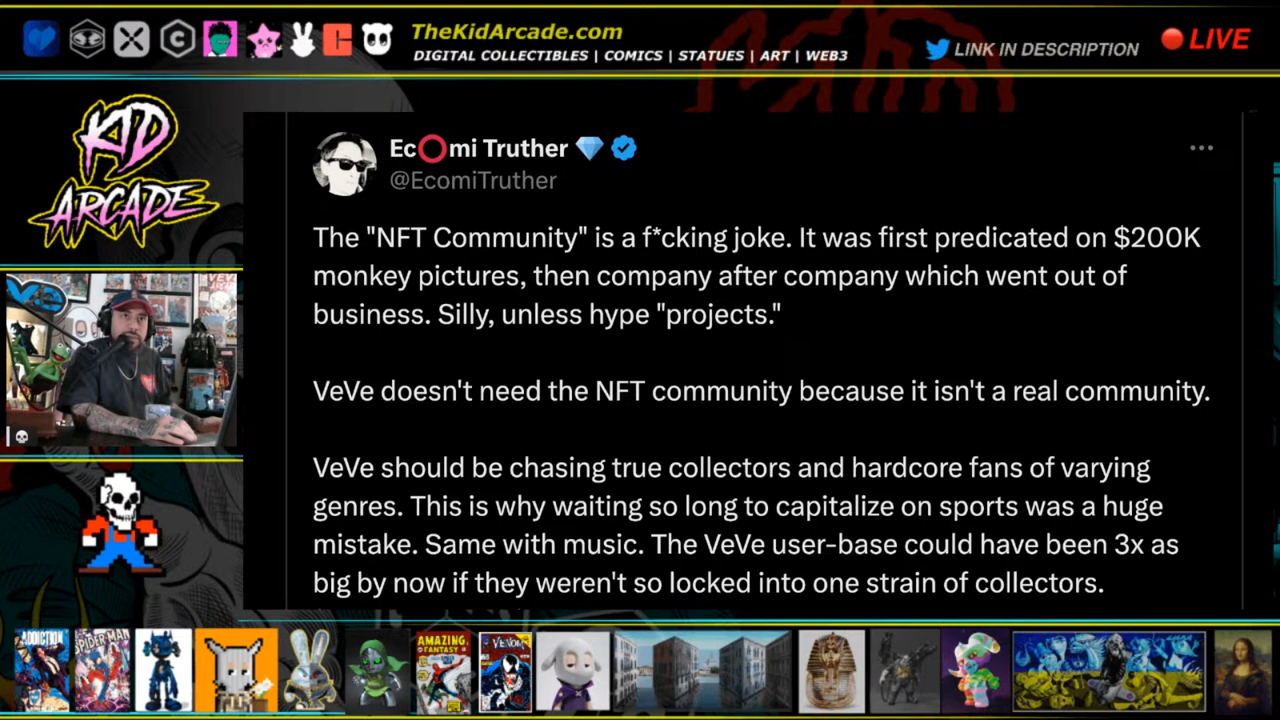 TheKidArcade.com
DIGITAL COLLECTIBLES | COMICS | STATUES | ART | WEB3
LINK IN DESCRIPTION
LIVE
KID
ARCADE
Ec⭕mi Truther 💎
@EcomiTruther
The "NFT Community" is a f*cking joke. It was first predicated on $200K
monkey pictures, then company after company which went out of
business. Silly, unless hype "projects."
VeVe doesn't need the NFT community because it isn't a real community.
VeVe should be chasing true collectors and hardcore fans of varying
genres. This is why waiting so long to capitalize on sports was a huge
mistake. Same with music. The VeVe user-base could have been 3x as
big by now if they weren't so locked into one strain of collectors.
ADDICTION
SPIDER-MAN
AMAZING
FANTASY
VENOM